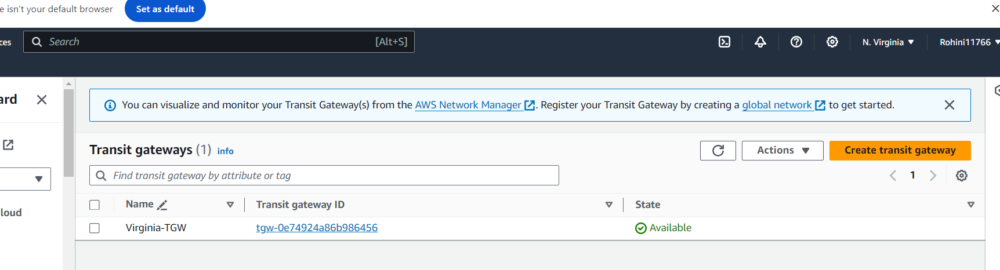 e isn't your default browser Set as default
ces Search [Alt+S] N. Virginia Rohini11766
ard
You can visualize and monitor your Transit Gateway(s) from the AWS Network Manager. Register your Transit Gateway by creating a global network to get started.
Transit gateways (1) info Actions Create transit gateway
Find transit gateway by attribute or tag 1
Name Transit gateway ID State
loud
Virginia-TGW tgw-0e74924a86b986456 Available